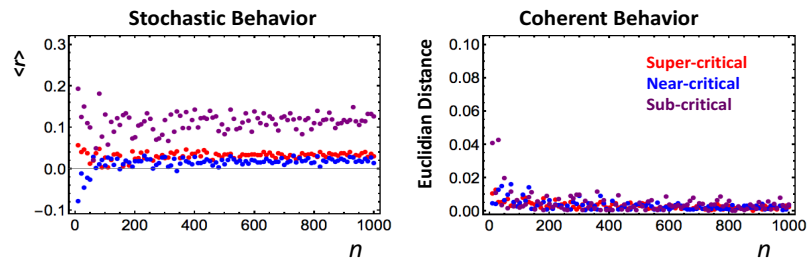 Stochastic Behavior
<r>
0.3
0.2
0.1
0.0
−0.1
0
200
400
600
800
1000
n
Coherent Behavior
Euclidian Distance
0.10
0.08
0.06
0.04
0.02
0.00
0
200
400
600
800
1000
n
Super-critical
Near-critical
Sub-critical